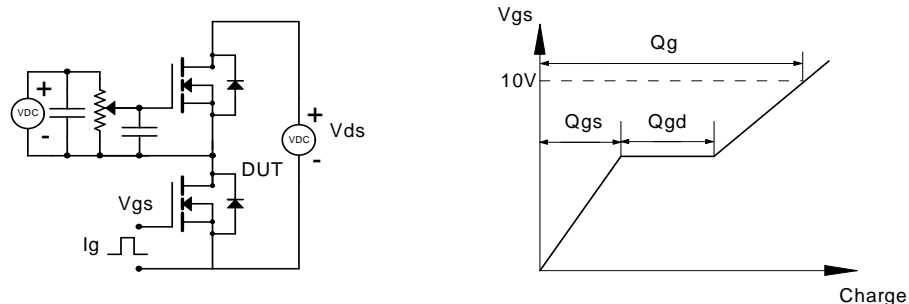 +
VDC
-
+
VDC
-
Vds
DUT
Vgs
Ig
Vgs
Qg
10V
Qgs
Qgd
Charge